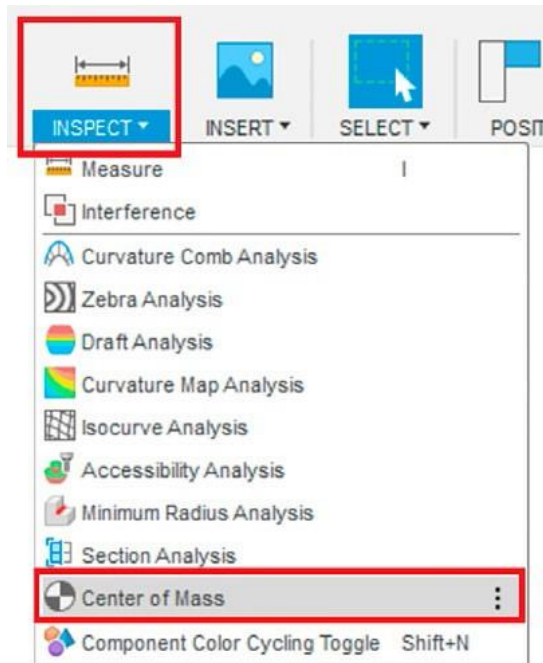 INSPECT ▾ INSERT ▾ SELECT ▾ POSIT
Measure I
Interference
Curvature Comb Analysis
Zebra Analysis
Draft Analysis
Curvature Map Analysis
Isocurve Analysis
Accessibility Analysis
Minimum Radius Analysis
Section Analysis
Center of Mass
Component Color Cycling Toggle Shift+N